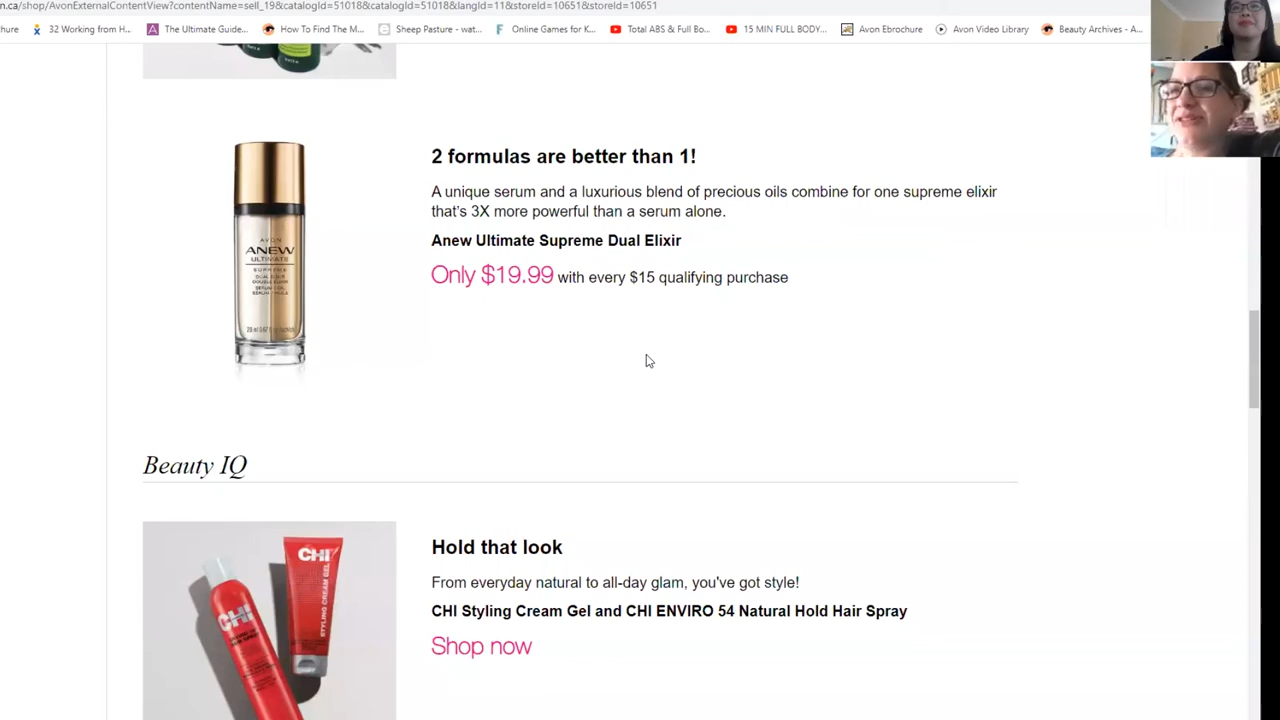 n.ca/shop/AvonExternalContentView?contentName=sell_19&catalogId=51018&catalogId=51018&langId=11&storeId=10651&storeId=10651
hure
32 Working from H...
The Ultimate Guide...
How To Find The M...
Sheep Pasture - wat...
Online Games for K...
Total ABS & Full Bo...
15 MIN FULL BODY...
Avon Ebrochure
Avon Video Library
Beauty Archives - A...
2 formulas are better than 1!
A unique serum and a luxurious blend of precious oils combine for one supreme elixir
that's 3X more powerful than a serum alone.
Anew Ultimate Supreme Dual Elixir
Only $19.99 with every $15 qualifying purchase
AVON
ANEW
ULTIMATE
SUPREME
DUAL ELIXIR
Beauty IQ
Hold that look
From everyday natural to all-day glam, you've got style!
CHI Styling Cream Gel and CHI ENVIRO 54 Natural Hold Hair Spray
Shop now
CHI
STYLING CREAM GEL
CHI